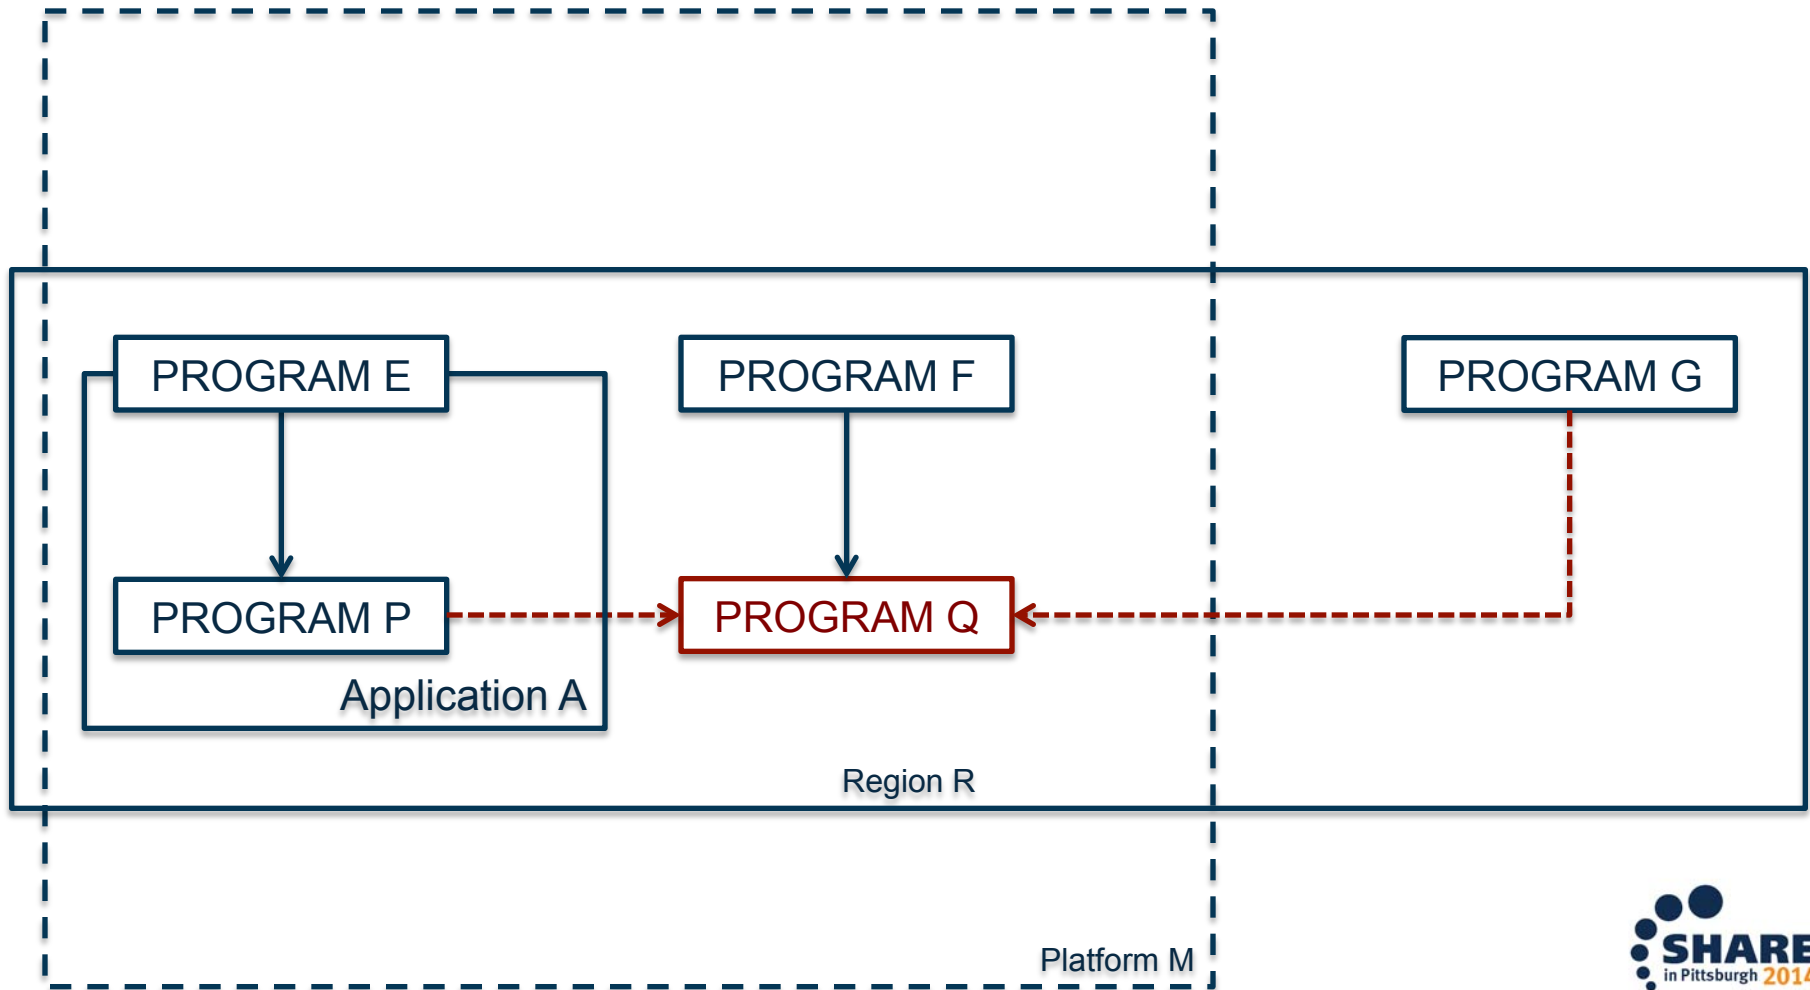 PROGRAM E
PROGRAM F
PROGRAM G
PROGRAM P
PROGRAM Q
Application A
Region R
Platform M
SHARE
in Pittsburgh 2014